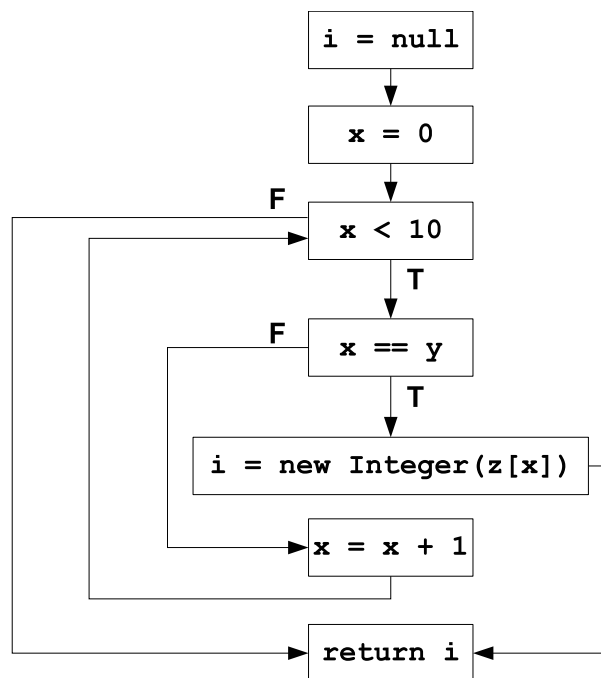 i = null
x = 0
F
x < 10
T
F
x == y
T
i = new Integer(z[x])
x = x + 1
return i